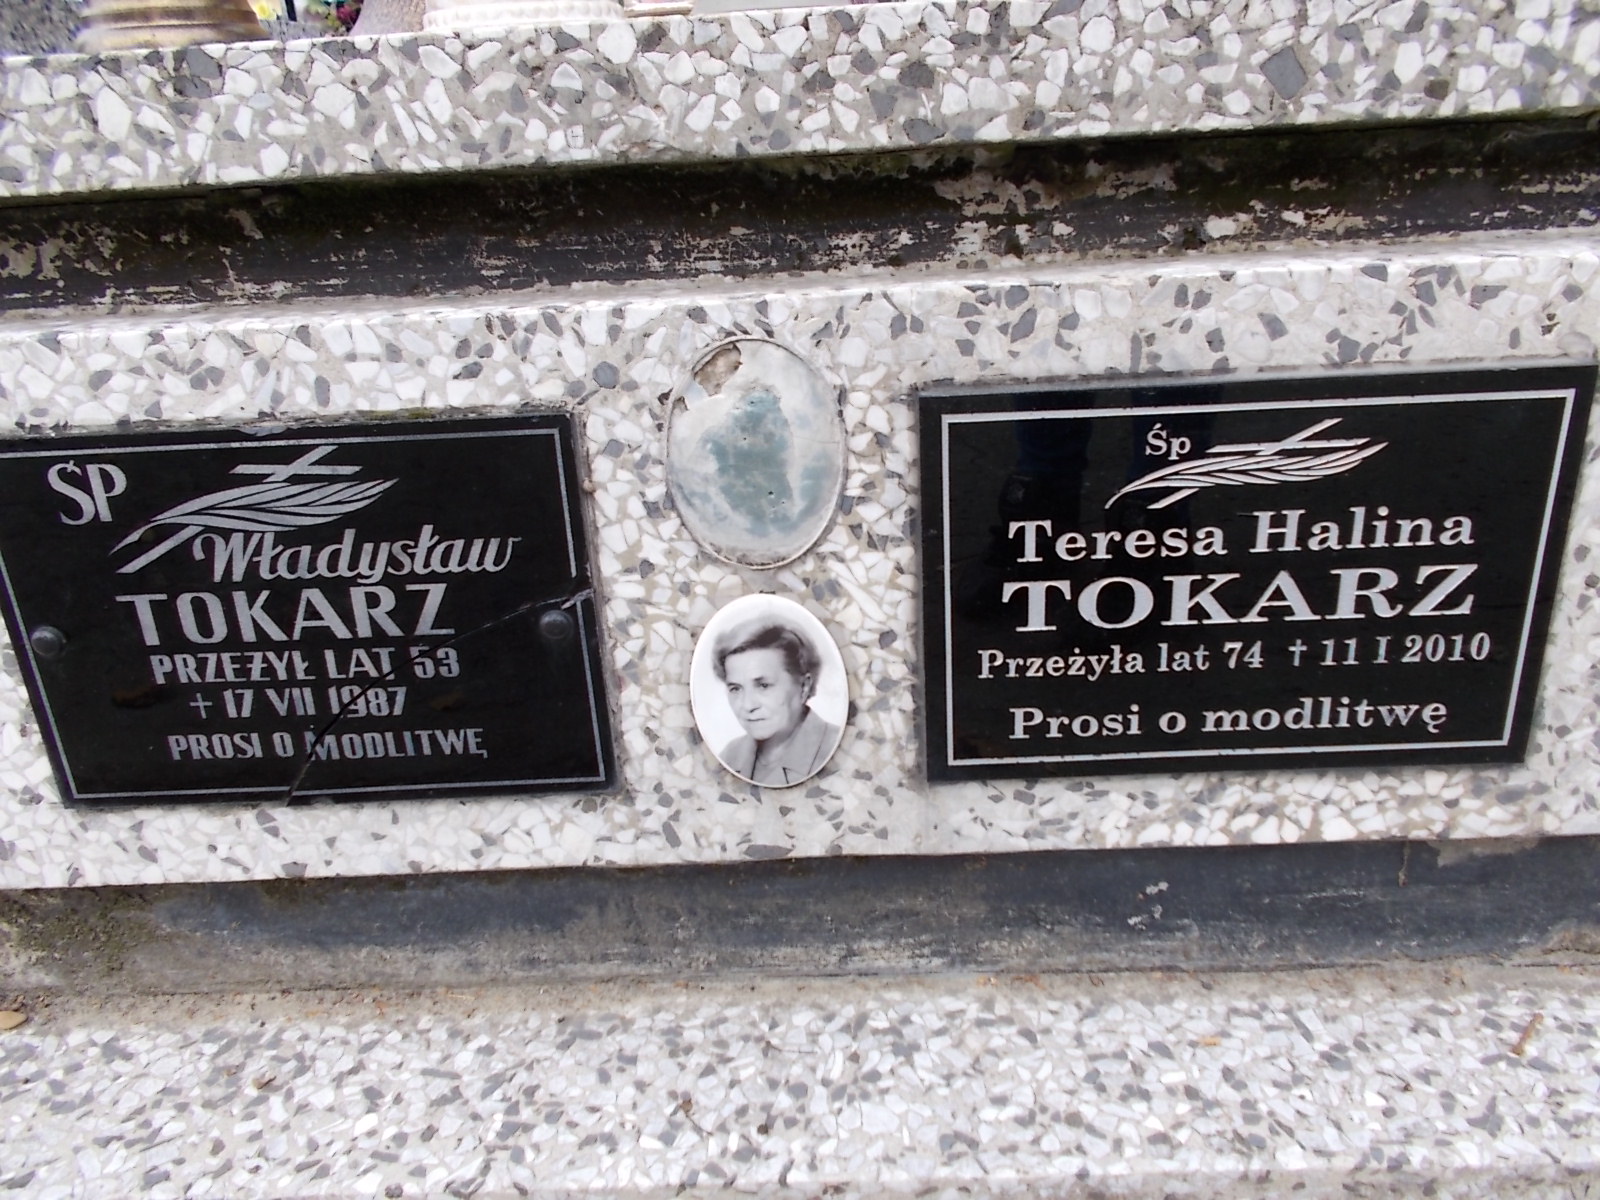 ŚP
Władysław
TOKARZ
PRZEŻYŁ LAT 53
+ 17 VII 1987
PROSI O MODLITWĘ
Śp
Teresa Halina
TOKARZ
Przeżyła lat 74 † 11 I 2010
Prosi o modlitwę